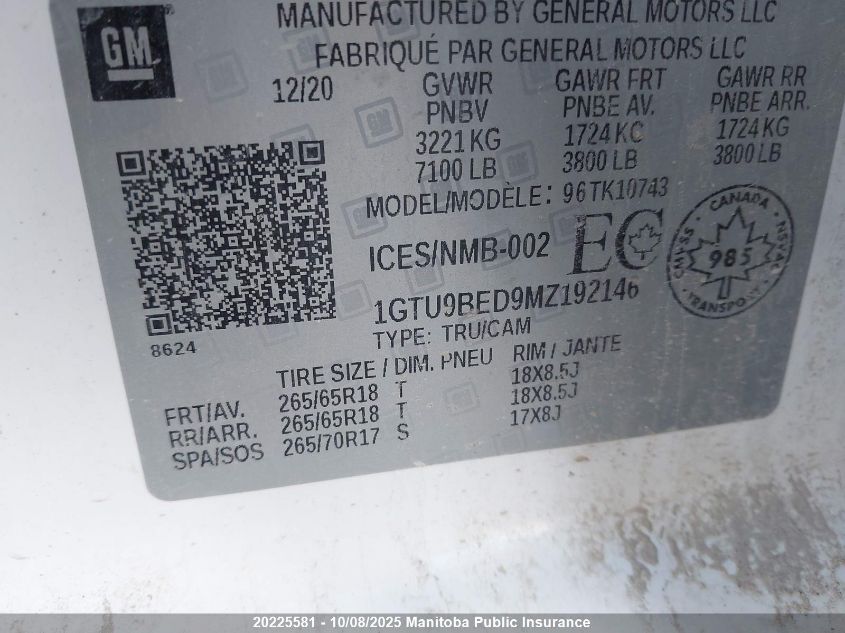 MANUFACTURED BY GENERAL MOTORS LLC
FABRIQUÉ PAR GENERAL MOTORS LLC
GM
12/20 GVWR GAWR FRT GAWR RR
PNBV PNBE AV. PNBE ARR.
3221 KG 1724 KG 1724 KG
7100 LB 3800 LB 3800 LB
MODEL/MODÈLE: 96TK10743
ICES/NMB-002 EC
CANADA
CMVSS 985 NSVAC
TRANSPORT
1GTU9BED9MZ192146
TYPE: TRU/CAM
8624
TIRE SIZE / DIM. PNEU RIM / JANTE
FRT/AV. 265/65R18 T 18X8.5J
RR/ARR. 265/65R18 T 18X8.5J
SPA/SOS 265/70R17 S 17X8J
20225581 - 10/08/2025 Manitoba Public Insurance